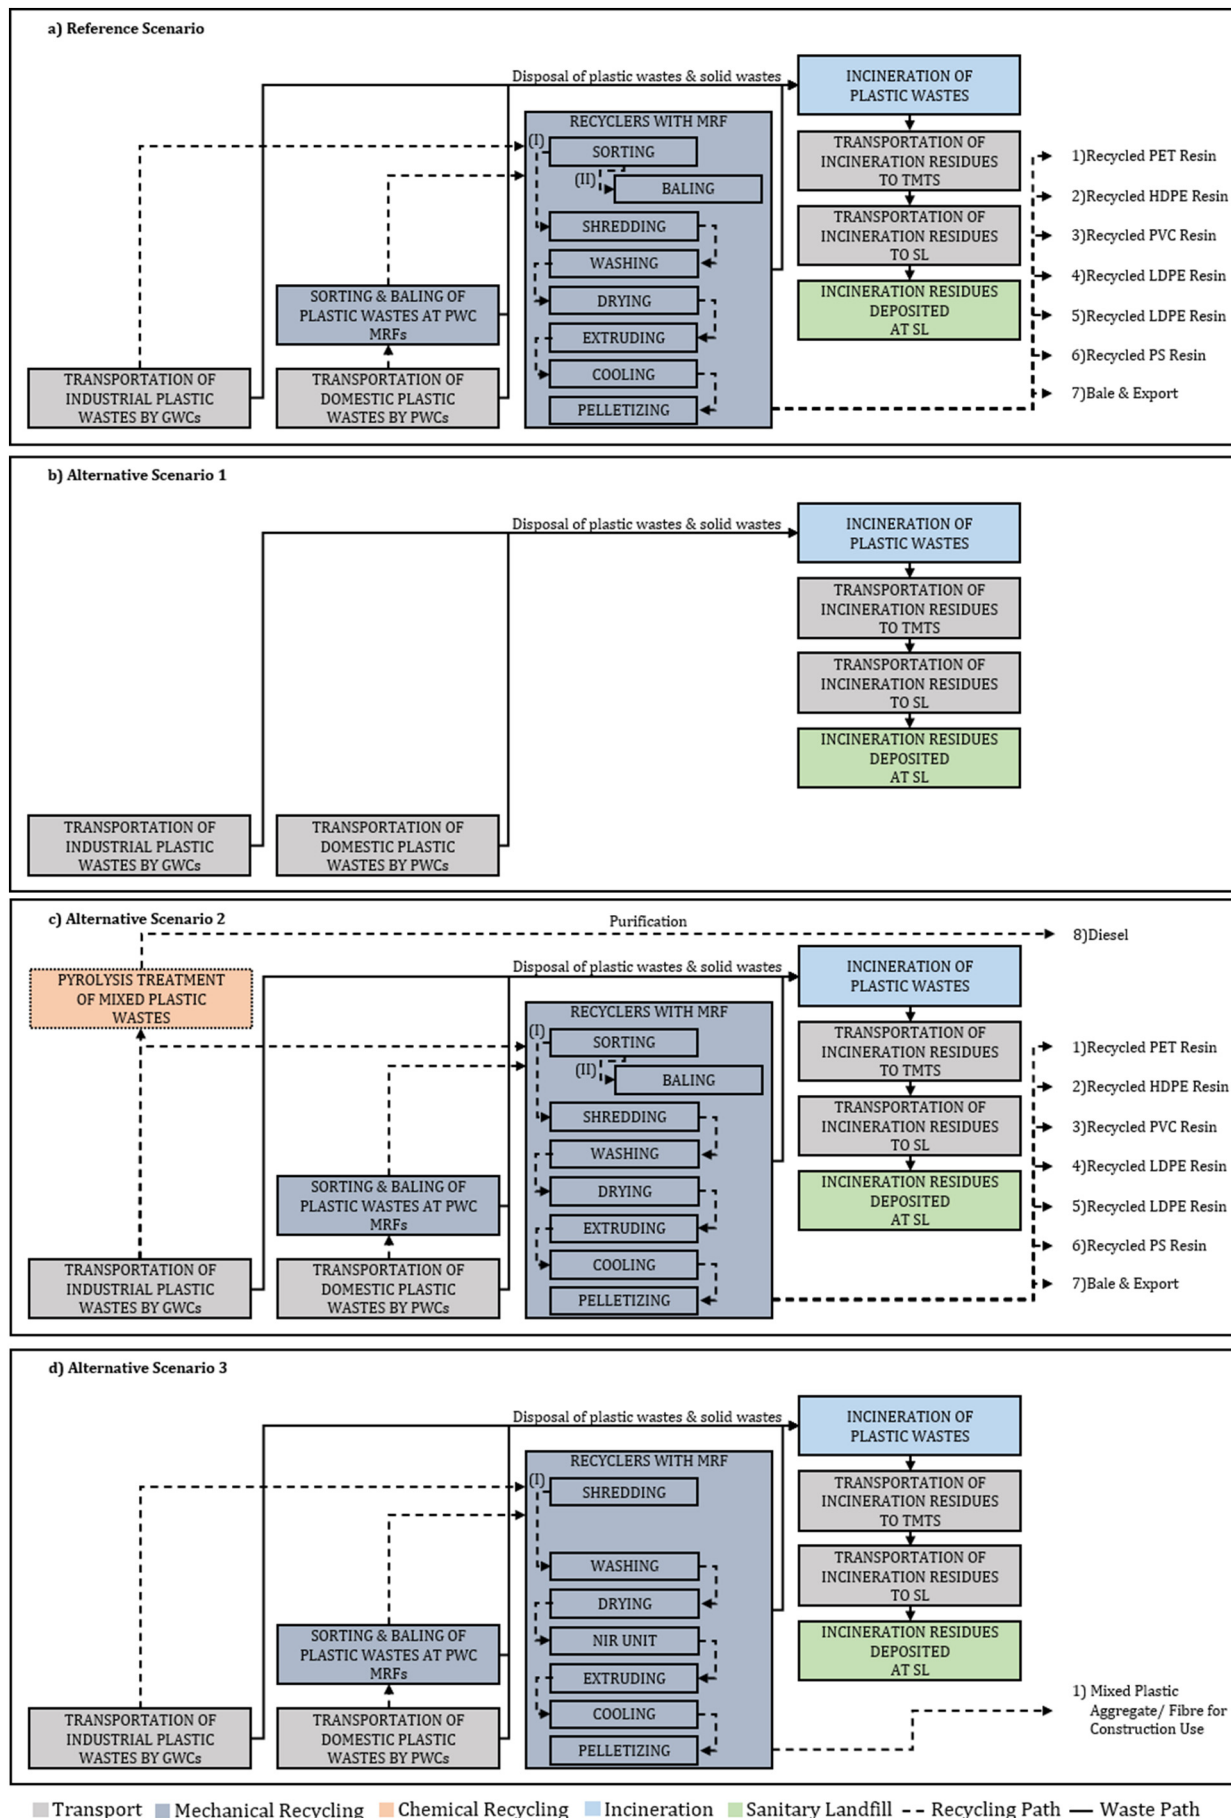 a) Reference Scenario
Disposal of plastic wastes & solid wastes
INCINERATION OF
PLASTIC WASTES
RECYCLERS WITH MRF
(I)
SORTING
(II)
BALING
SHREDDING
WASHING
DRYING
EXTRUDING
COOLING
PELLETIZING
TRANSPORTATION OF
INCINERATION RESIDUES
TO TMTS
TRANSPORTATION OF
INCINERATION RESIDUES
TO SL
INCINERATION RESIDUES
DEPOSITED
AT SL
1)Recycled PET Resin
2)Recycled HDPE Resin
3)Recycled PVC Resin
4)Recycled LDPE Resin
5)Recycled LDPE Resin
6)Recycled PS Resin
7)Bale & Export
SORTING & BALING OF
PLASTIC WASTES AT PWC
MRFs
TRANSPORTATION OF
INDUSTRIAL PLASTIC
WASTES BY GWCs
TRANSPORTATION OF
DOMESTIC PLASTIC
WASTES BY PWCs
b) Alternative Scenario 1
Disposal of plastic wastes & solid wastes
INCINERATION OF
PLASTIC WASTES
TRANSPORTATION OF
INCINERATION RESIDUES
TO TMTS
TRANSPORTATION OF
INCINERATION RESIDUES
TO SL
INCINERATION RESIDUES
DEPOSITED
AT SL
TRANSPORTATION OF
INDUSTRIAL PLASTIC
WASTES BY GWCs
TRANSPORTATION OF
DOMESTIC PLASTIC
WASTES BY PWCs
c) Alternative Scenario 2
Purification
8)Diesel
PYROLYSIS TREATMENT
OF MIXED PLASTIC
WASTES
Disposal of plastic wastes & solid wastes
INCINERATION OF
PLASTIC WASTES
RECYCLERS WITH MRF
(I)
SORTING
(II)
BALING
SHREDDING
WASHING
DRYING
EXTRUDING
COOLING
PELLETIZING
TRANSPORTATION OF
INCINERATION RESIDUES
TO TMTS
TRANSPORTATION OF
INCINERATION RESIDUES
TO SL
INCINERATION RESIDUES
DEPOSITED
AT SL
1)Recycled PET Resin
2)Recycled HDPE Resin
3)Recycled PVC Resin
4)Recycled LDPE Resin
5)Recycled LDPE Resin
6)Recycled PS Resin
7)Bale & Export
SORTING & BALING OF
PLASTIC WASTES AT PWC
MRFs
TRANSPORTATION OF
INDUSTRIAL PLASTIC
WASTES BY GWCs
TRANSPORTATION OF
DOMESTIC PLASTIC
WASTES BY PWCs
d) Alternative Scenario 3
Disposal of plastic wastes & solid wastes
INCINERATION OF
PLASTIC WASTES
RECYCLERS WITH MRF
(I)
SHREDDING
WASHING
DRYING
NIR UNIT
EXTRUDING
COOLING
PELLETIZING
TRANSPORTATION OF
INCINERATION RESIDUES
TO TMTS
TRANSPORTATION OF
INCINERATION RESIDUES
TO SL
INCINERATION RESIDUES
DEPOSITED
AT SL
1) Mixed Plastic
Aggregate/ Fibre for
Construction Use
SORTING & BALING OF
PLASTIC WASTES AT PWC
MRFs
TRANSPORTATION OF
INDUSTRIAL PLASTIC
WASTES BY GWCs
TRANSPORTATION OF
DOMESTIC PLASTIC
WASTES BY PWCs
Transport Mechanical Recycling Chemical Recycling Incineration Sanitary Landfill Recycling Path Waste Path